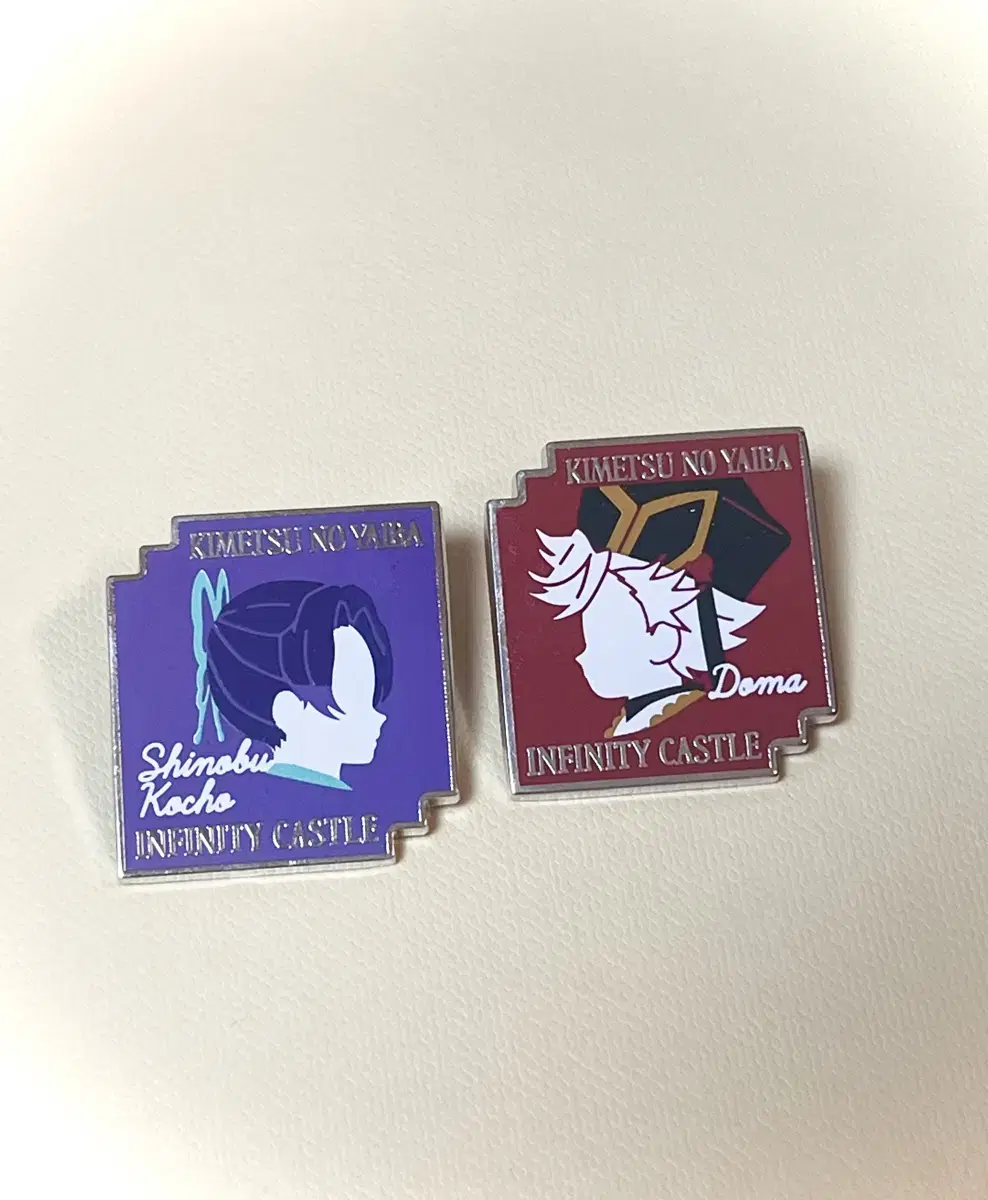 KIMETSU NO YAIBA
Shinobu
Kocho
INFINITY CASTLE
KIMETSU NO YAIBA
Doma
INFINITY CASTLE